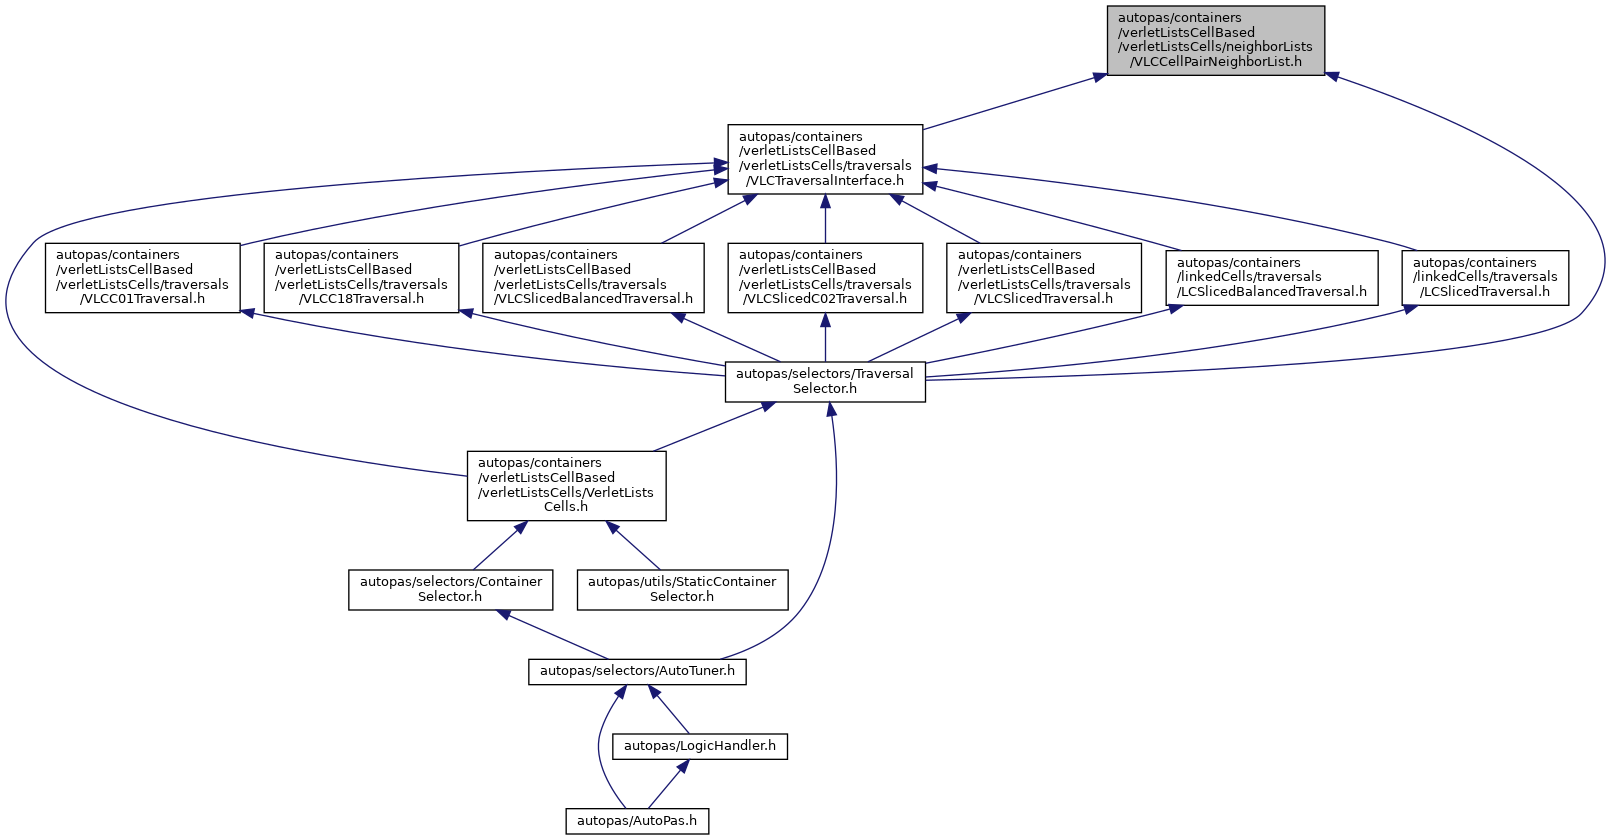 autopas/containers
/verletListsCellBased
/verletListsCells/neighborLists
/VLCCellPairNeighborList.h
autopas/containers
/verletListsCellBased
/verletListsCells/traversals
/VLCTraversalInterface.h
autopas/containers
/verletListsCellBased
/verletListsCells/traversals
/VLCC01Traversal.h
autopas/containers
/verletListsCellBased
/verletListsCells/traversals
/VLCC18Traversal.h
autopas/containers
/verletListsCellBased
/verletListsCells/traversals
/VLCSlicedBalancedTraversal.h
autopas/containers
/verletListsCellBased
/verletListsCells/traversals
/VLCSlicedC02Traversal.h
autopas/containers
/verletListsCellBased
/verletListsCells/traversals
/VLCSlicedTraversal.h
autopas/containers
/linkedCells/traversals
/LCSlicedBalancedTraversal.h
autopas/containers
/linkedCells/traversals
/LCSlicedTraversal.h
autopas/selectors/Traversal
Selector.h
autopas/containers
/verletListsCellBased
/verletListsCells/VerletLists
Cells.h
autopas/selectors/Container
Selector.h
autopas/utils/StaticContainer
Selector.h
autopas/selectors/AutoTuner.h
autopas/LogicHandler.h
autopas/AutoPas.h